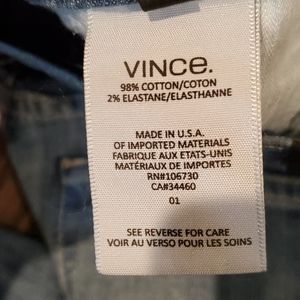 VINCE.
98% COTTON/COTON
2% ELASTANE/ELASTHANNE
MADE IN U.S.A.
OF IMPORTED MATERIALS
FABRIQUE AUX ETATS-UNIS
MATÉRIAUX DE IMPORTES
RN#106730
CA#34460
01
SEE REVERSE FOR CARE
VOIR AU VERSO POUR LES SOINS